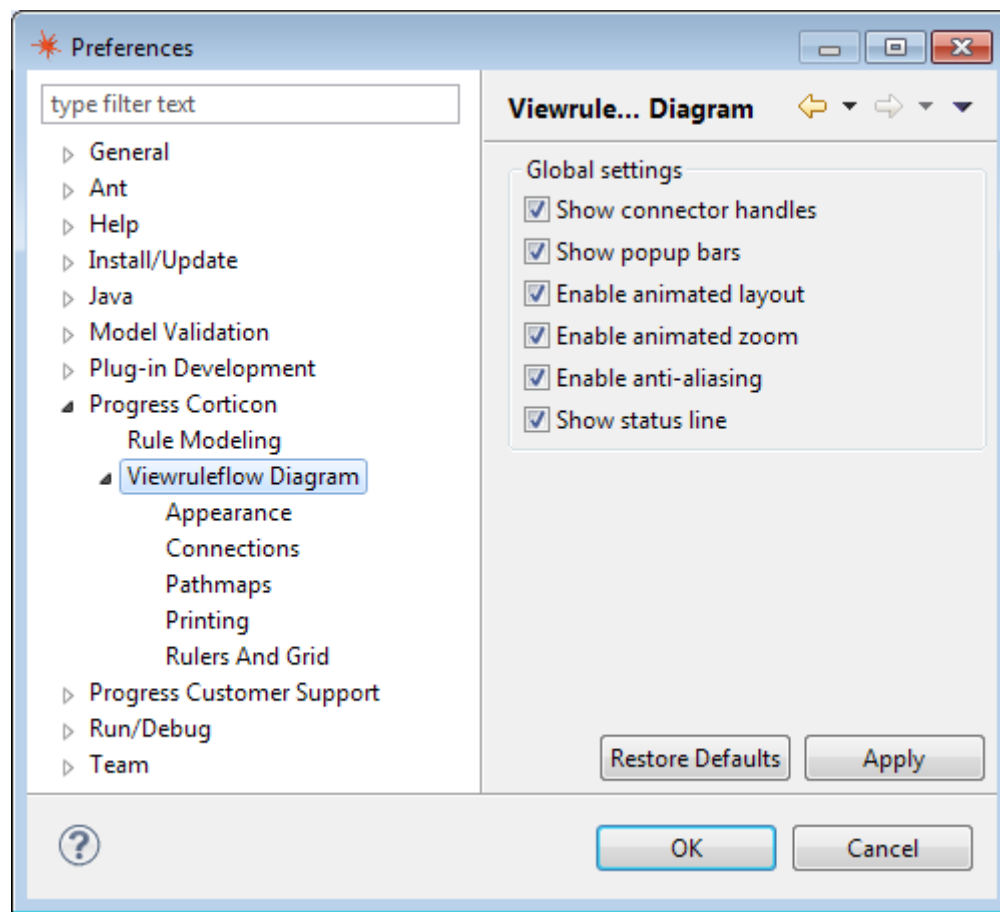 Preferences
type filter text
General
Ant
Help
Install/Update
Java
Model Validation
Plug-in Development
Progress Corticon
Rule Modeling
Viewruleflow Diagram
Appearance
Connections
Pathmaps
Printing
Rulers And Grid
Progress Customer Support
Run/Debug
Team
Viewrule... Diagram
Global settings
Show connector handles
Show popup bars
Enable animated layout
Enable animated zoom
Enable anti-aliasing
Show status line
Restore Defaults
Apply
?
OK
Cancel